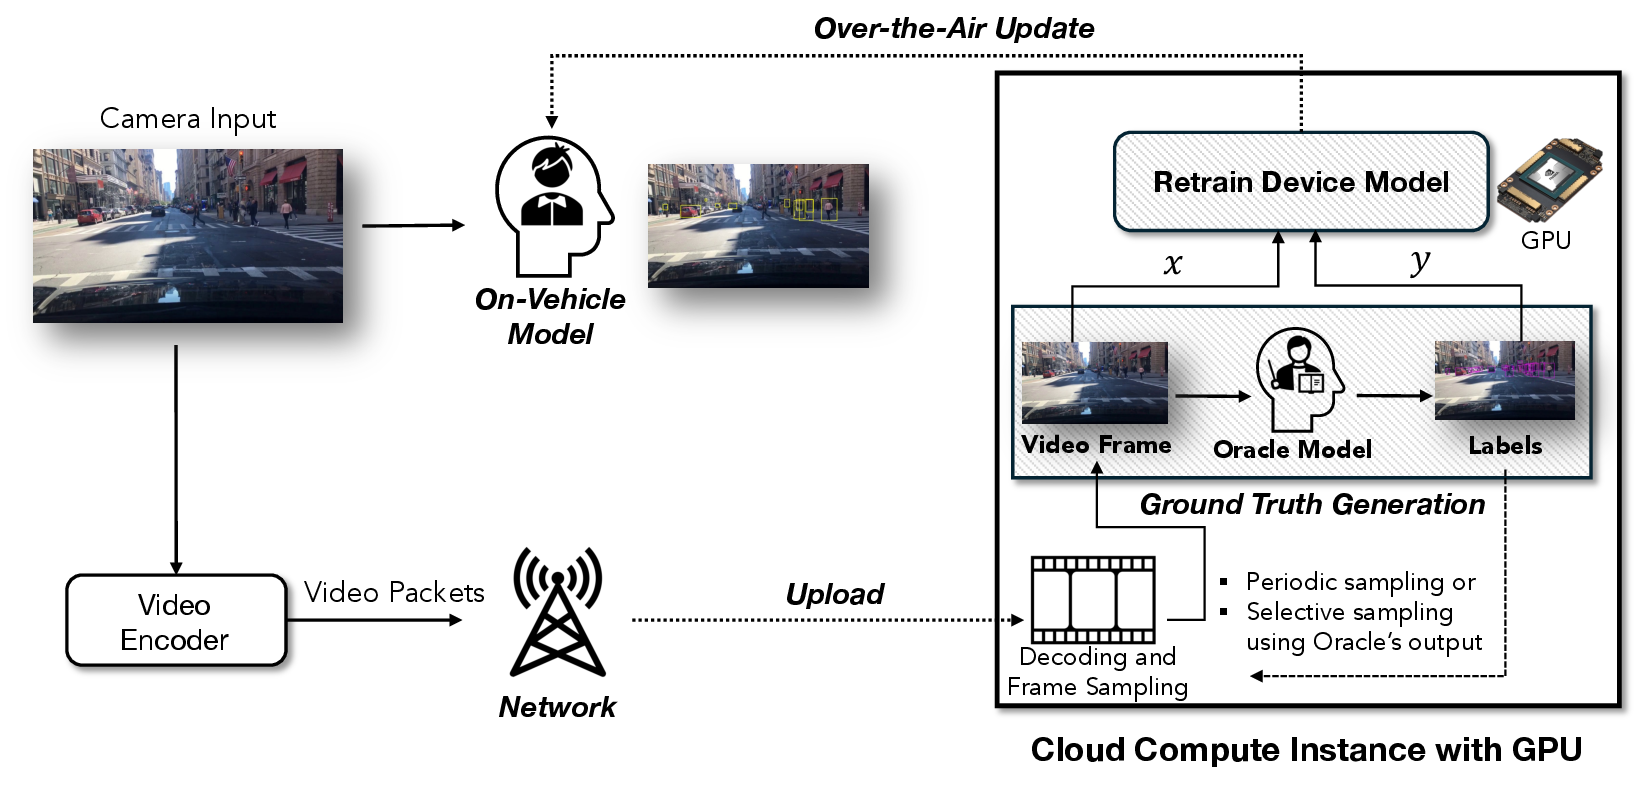 Over-the-Air Update
Camera Input
On-Vehicle
Model
Retrain Device Model
GPU
x
y
Video Frame
Oracle Model
Labels
Ground Truth Generation
Video
Encoder
Video Packets
Network
Upload
Decoding and
Frame Sampling
▪ Periodic sampling or
▪ Selective sampling
using Oracle's output
Cloud Compute Instance with GPU